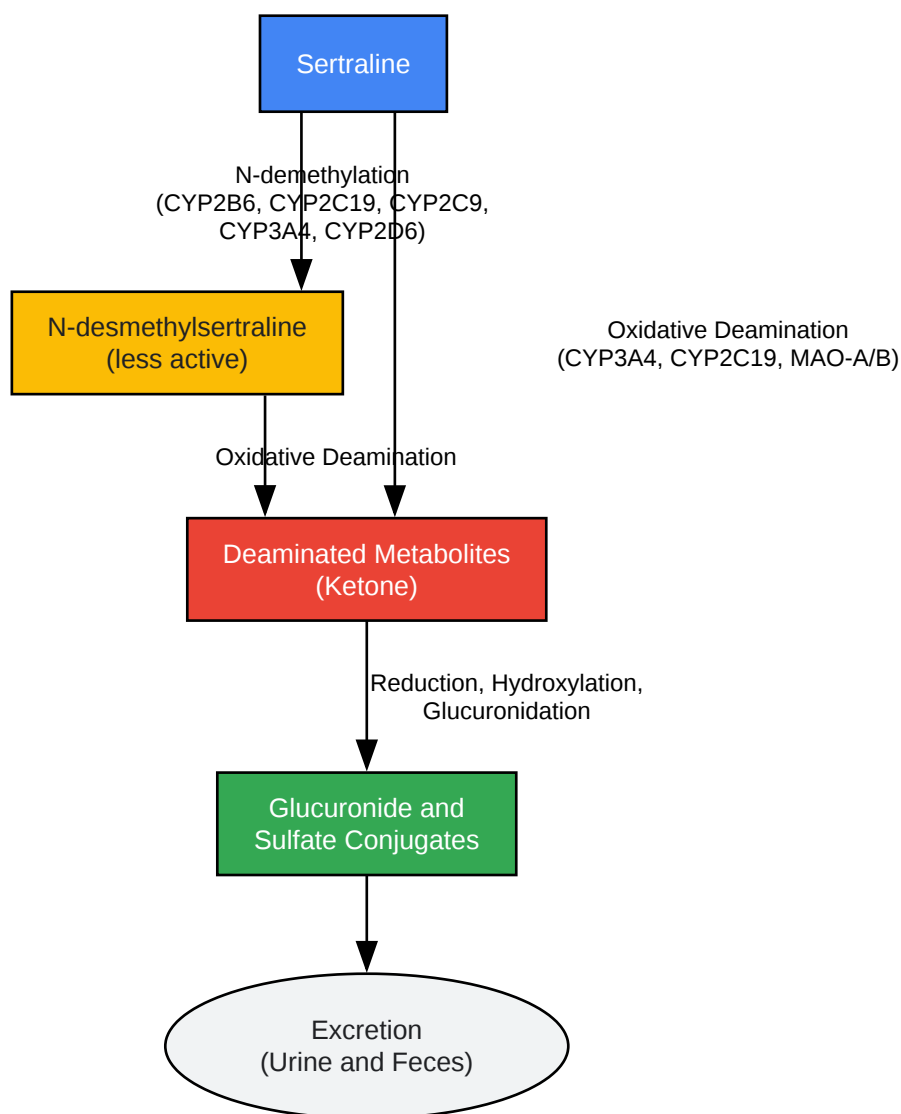 Sertraline
N-demethylation
(CYP2B6, CYP2C19, CYP2C9,
CYP3A4, CYP2D6)
N-desmethylsertraline
(less active)
Oxidative Deamination
(CYP3A4, CYP2C19, MAO-A/B)
Oxidative Deamination
Deaminated Metabolites
(Ketone)
Reduction, Hydroxylation,
Glucuronidation
Glucuronide and
Sulfate Conjugates
Excretion
(Urine and Feces)